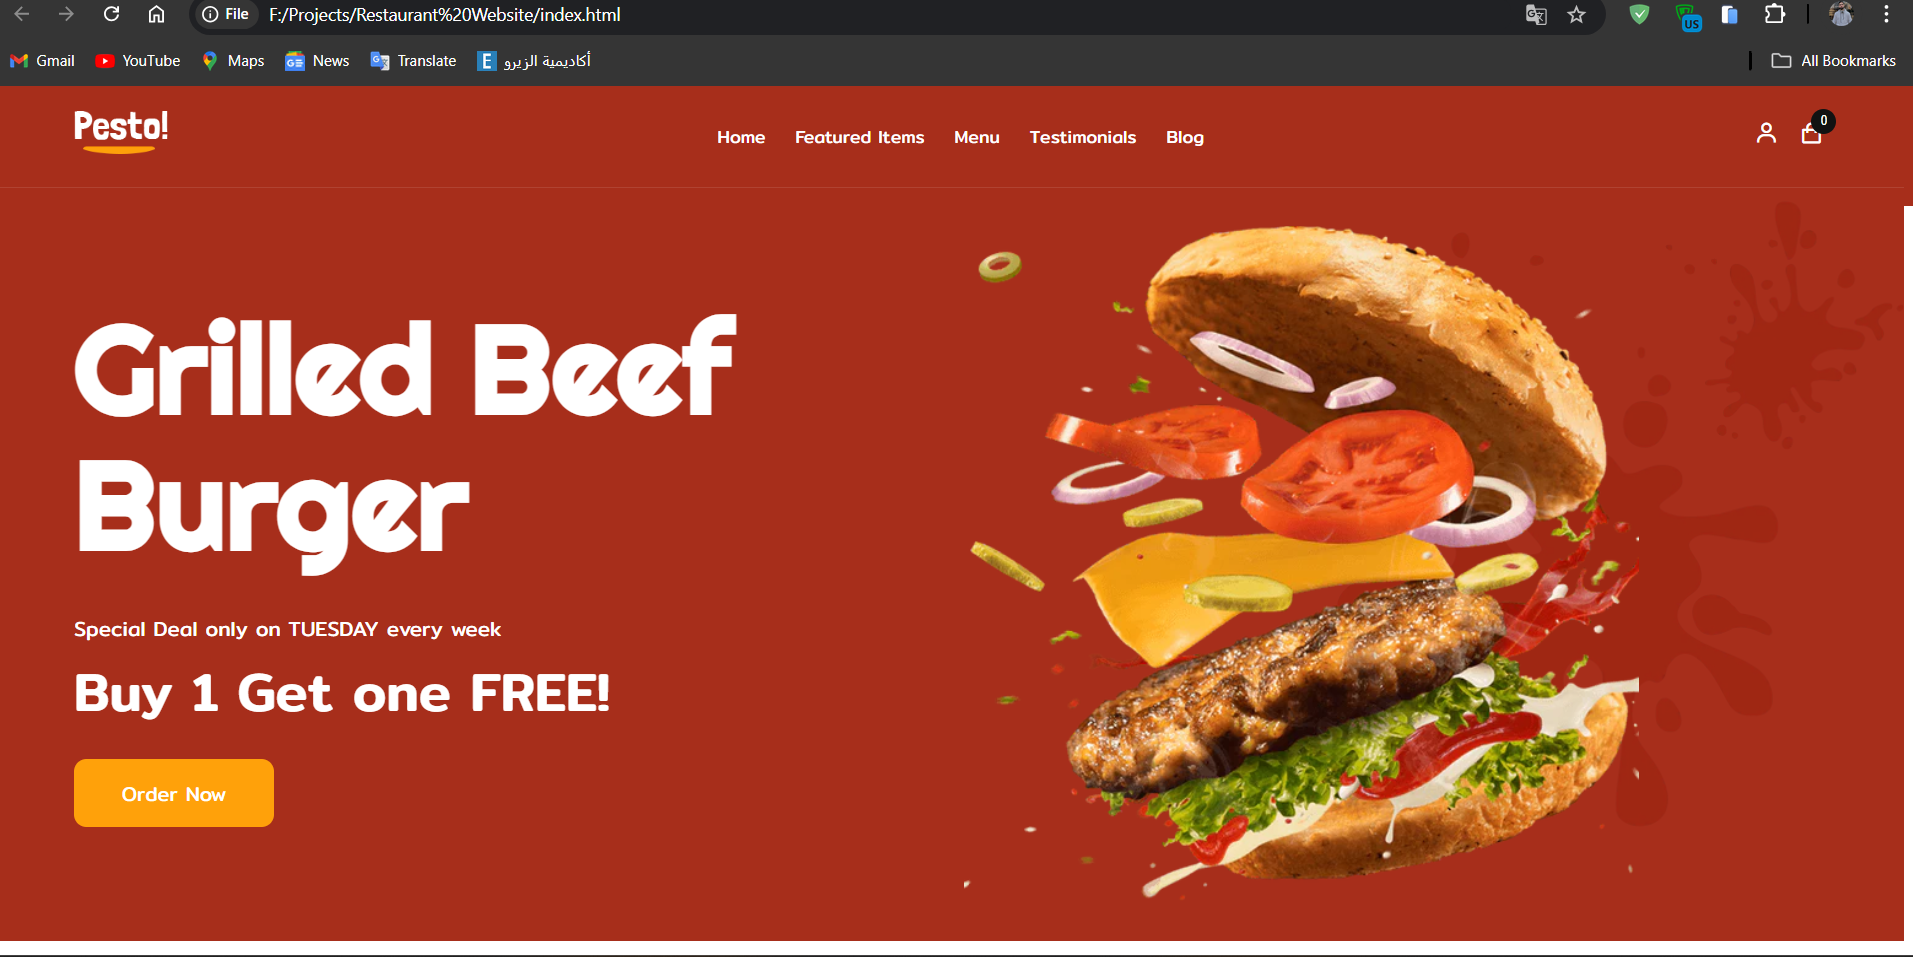 File F:/Projects/Restaurant%20Website/index.html
US
Gmail YouTube Maps News Translate أكاديمية الزيرو All Bookmarks
Pesto!
Home Featured Items Menu Testimonials Blog 0
Grilled Beef
Burger
Special Deal only on TUESDAY every week
Buy 1 Get one FREE!
Order Now